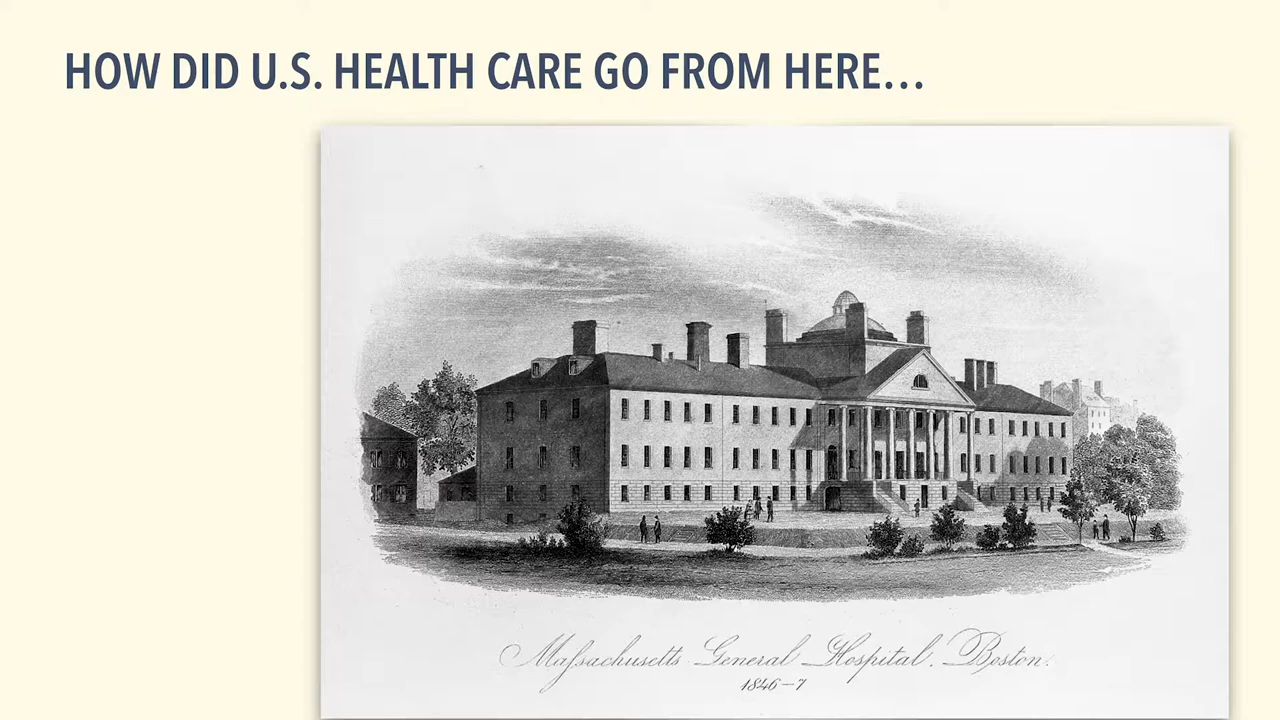 HOW DID U.S. HEALTH CARE GO FROM HERE...
Maſsachusetts General Hospital, Boston.
1846-7